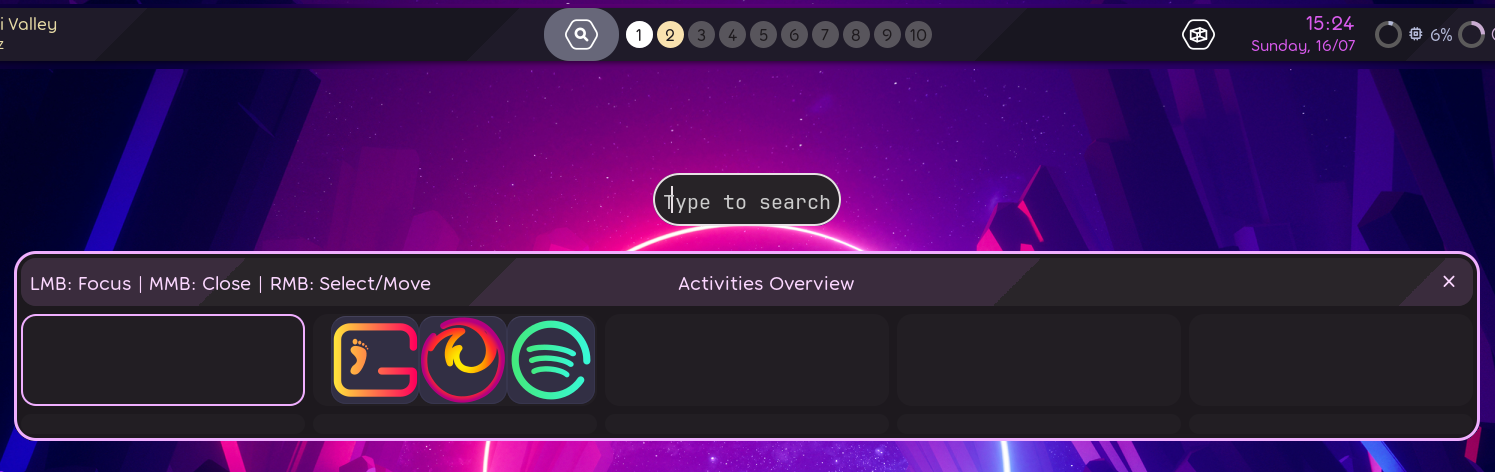 i Valley
z
1 2 3 4 5 6 7 8 9 10
15:24
Sunday, 16/07
6%
Type to search
LMB: Focus | MMB: Close | RMB: Select/Move
Activities Overview